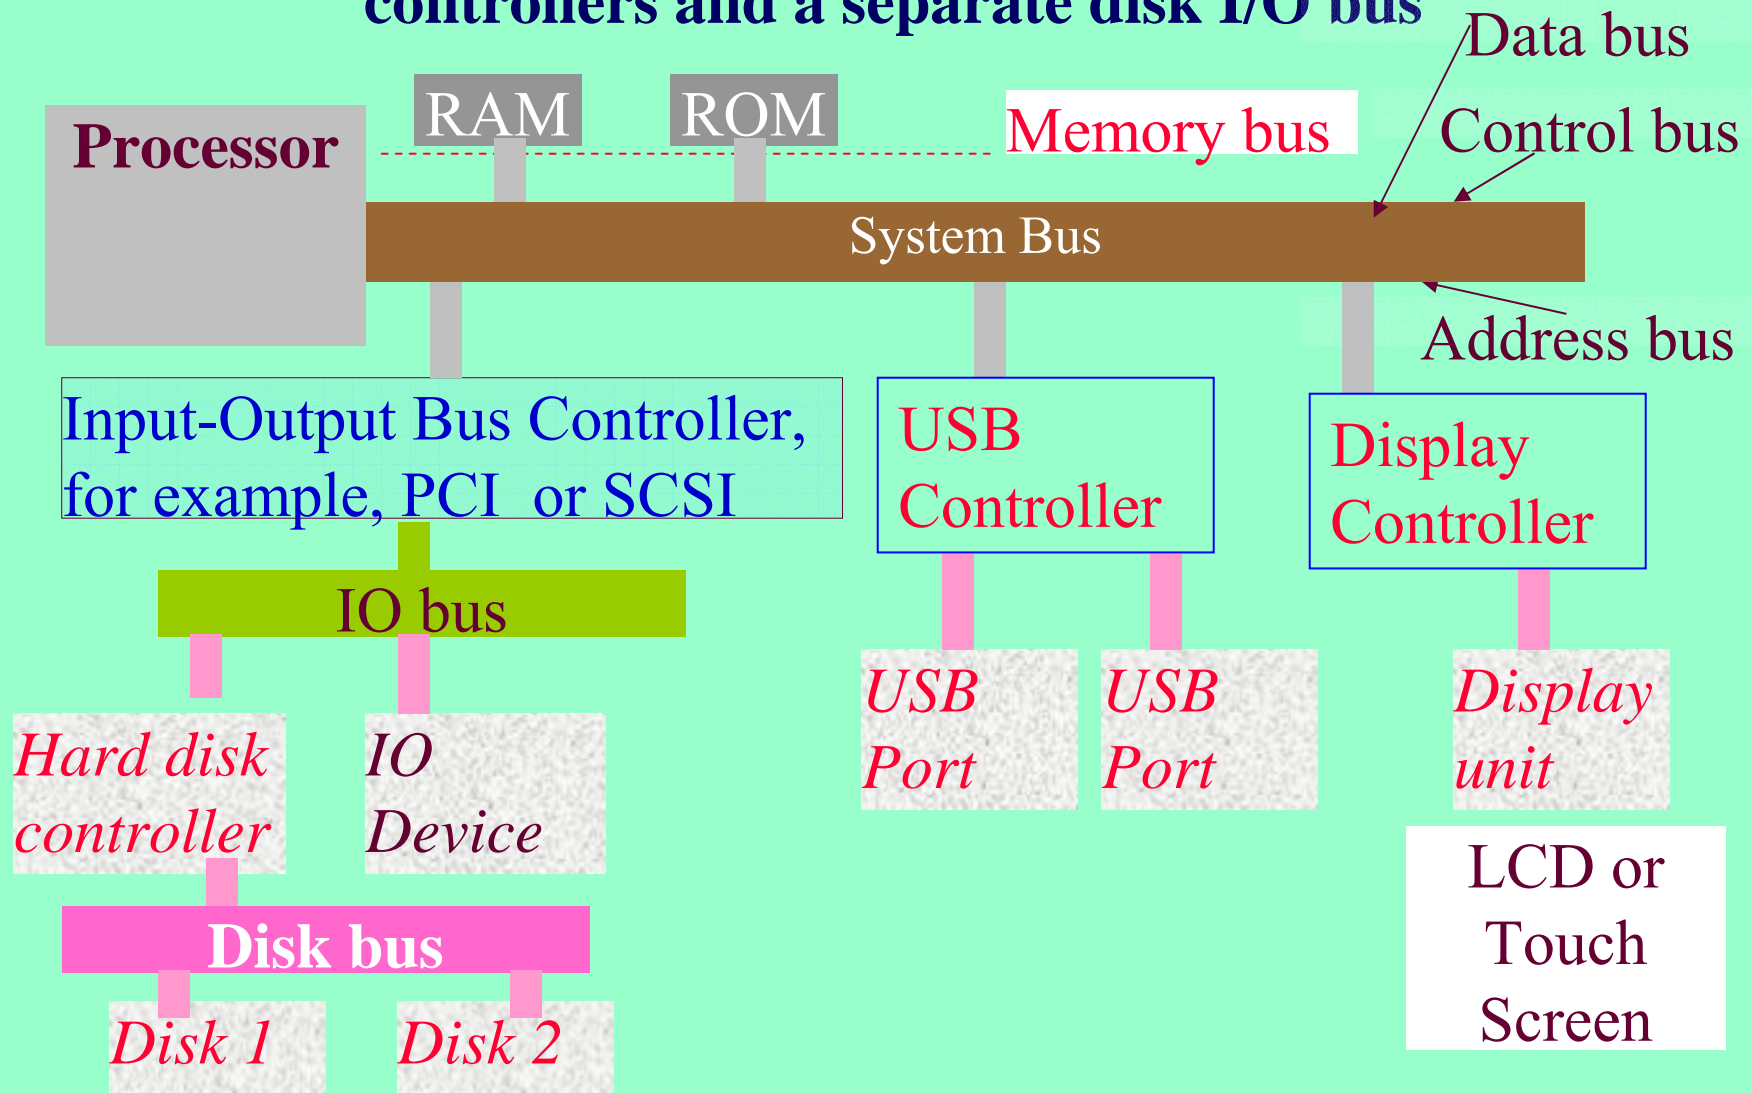 controllers and a separate disk I/O bus
Data bus
RAM
ROM
Memory bus
Control bus
Processor
System Bus
Address bus
Input-Output Bus Controller,
for example, PCI or SCSI
USB
Controller
Display
Controller
IO bus
Hard disk
controller
IO
Device
USB
Port
USB
Port
Display
unit
Disk bus
LCD or
Touch
Screen
Disk 1
Disk 2